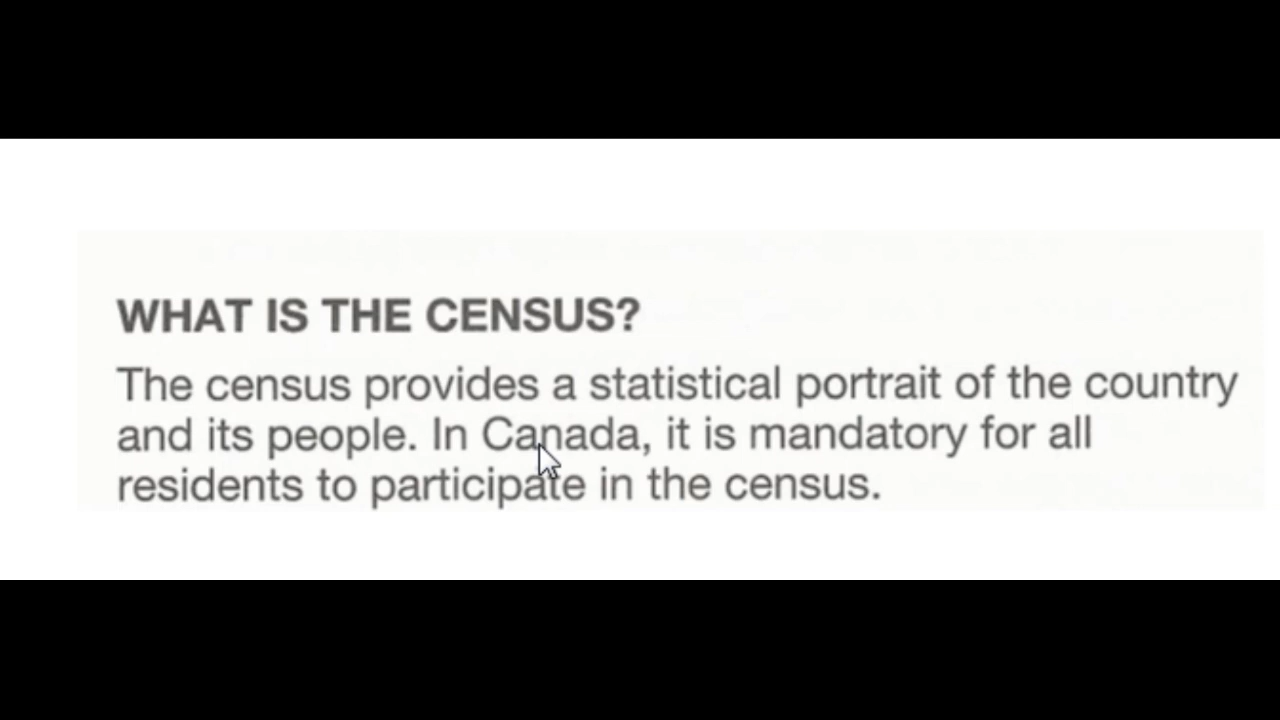 WHAT IS THE CENSUS?
The census provides a statistical portrait of the country
and its people. In Canada, it is mandatory for all
residents to participate in the census.